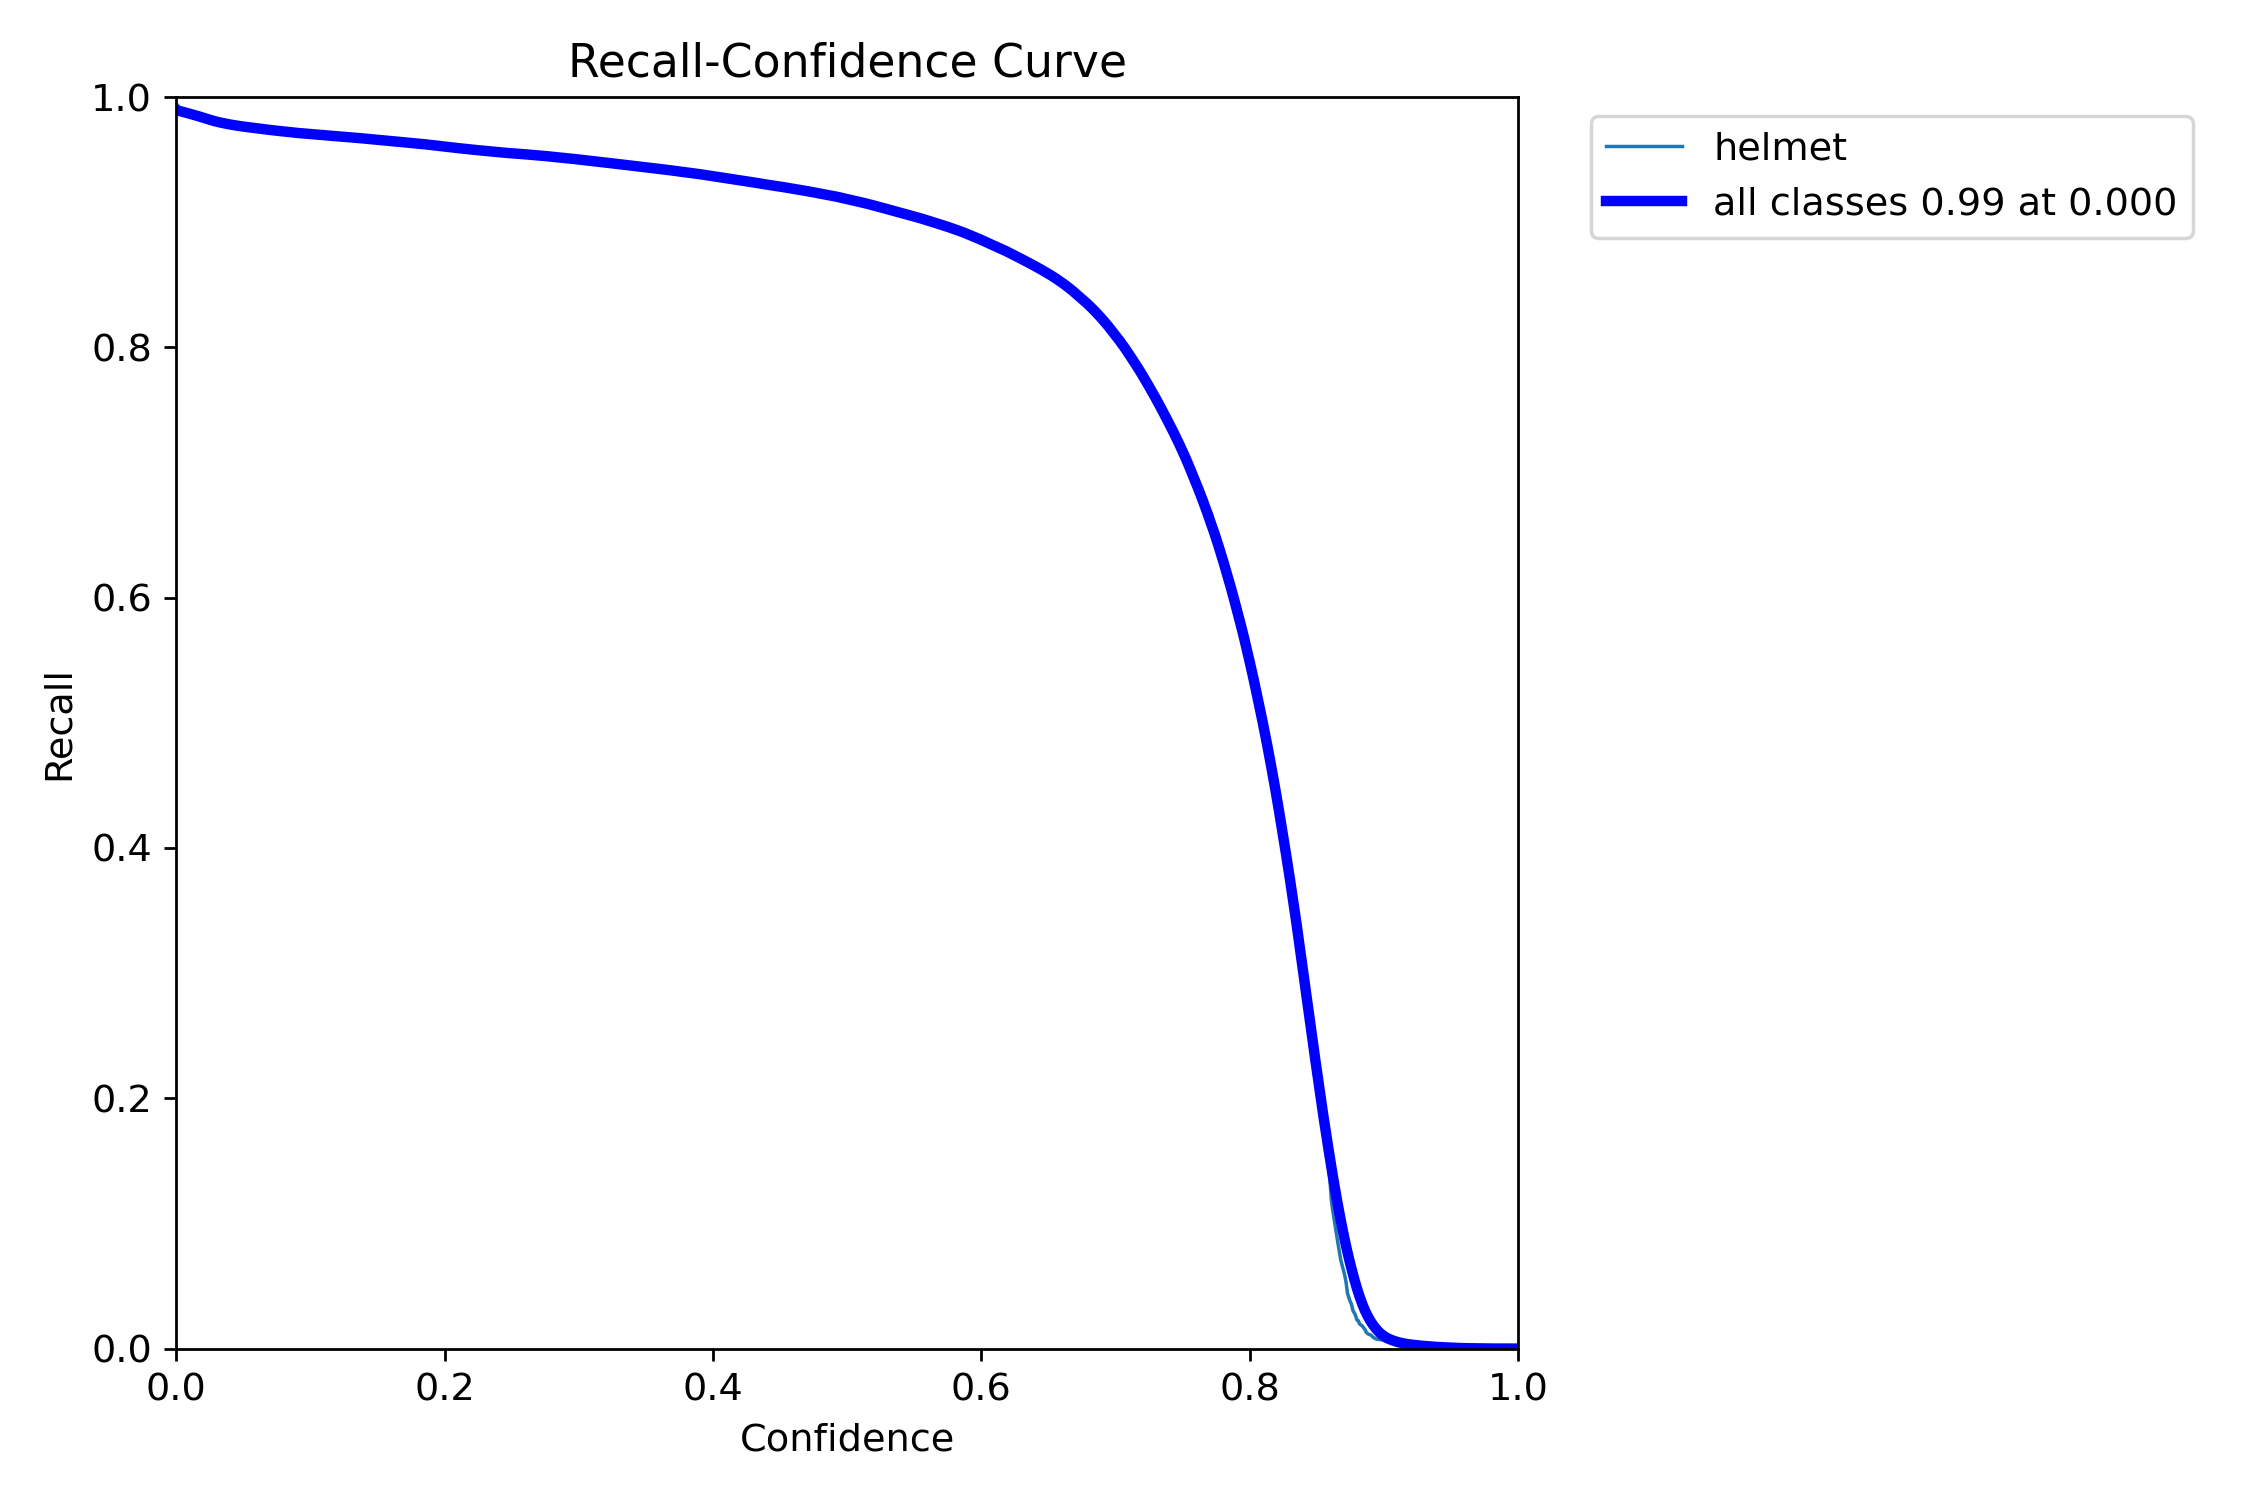 Recall-Confidence Curve
1.0
0.8
0.6
0.4
0.2
0.0
Recall
0.0 0.2 0.4 0.6 0.8 1.0
Confidence
helmet
all classes 0.99 at 0.000